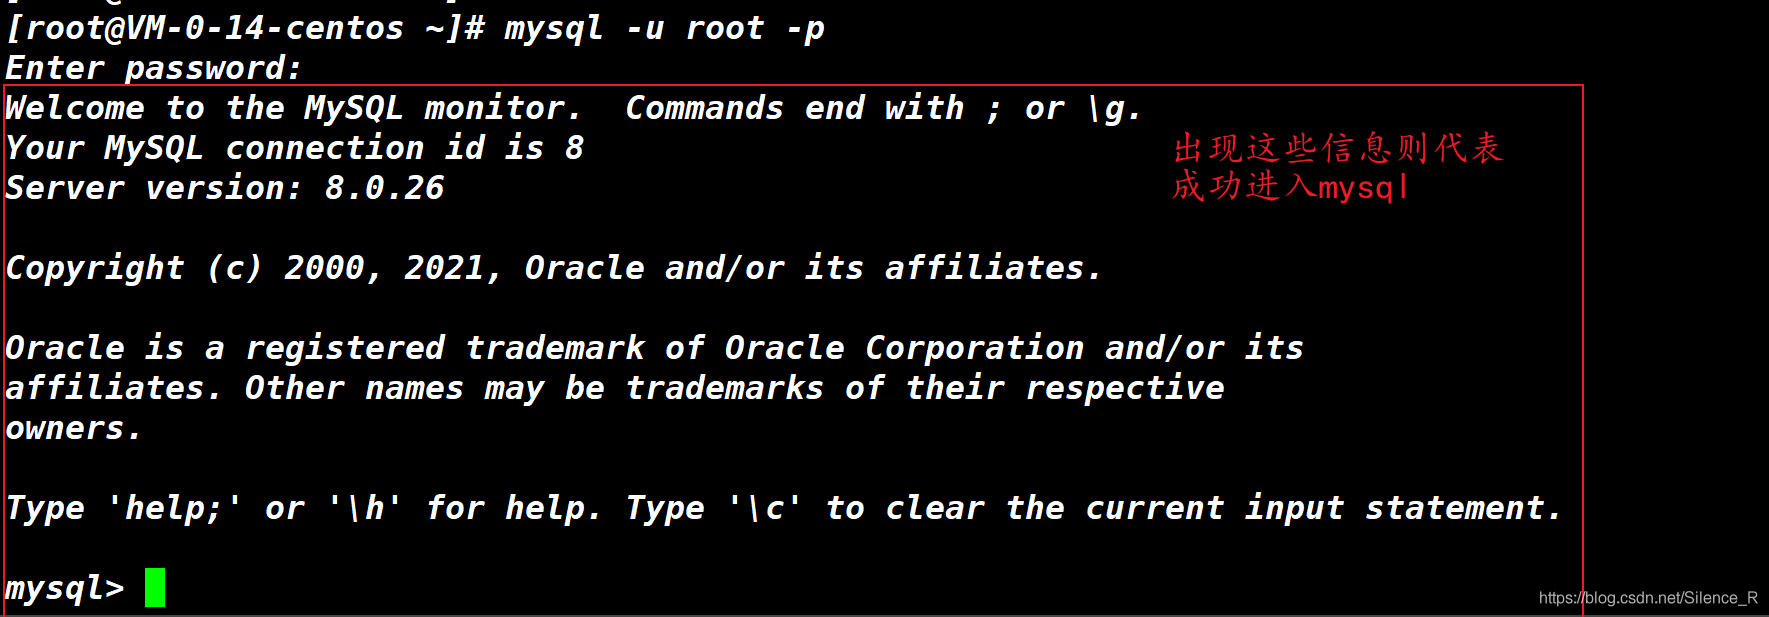 [root@VM-0-14-centos ~]# mysql -u root -p
Enter password:
Welcome to the MySQL monitor.  Commands end with ; or \g.
Your MySQL connection id is 8
Server version: 8.0.26
出现这些信息则代表
成功进入mysql
Copyright (c) 2000, 2021, Oracle and/or its affiliates.
Oracle is a registered trademark of Oracle Corporation and/or its
affiliates. Other names may be trademarks of their respective
owners.
Type 'help;' or '\h' for help. Type '\c' to clear the current input statement.
mysql>
https://blog.csdn.net/Silence_R